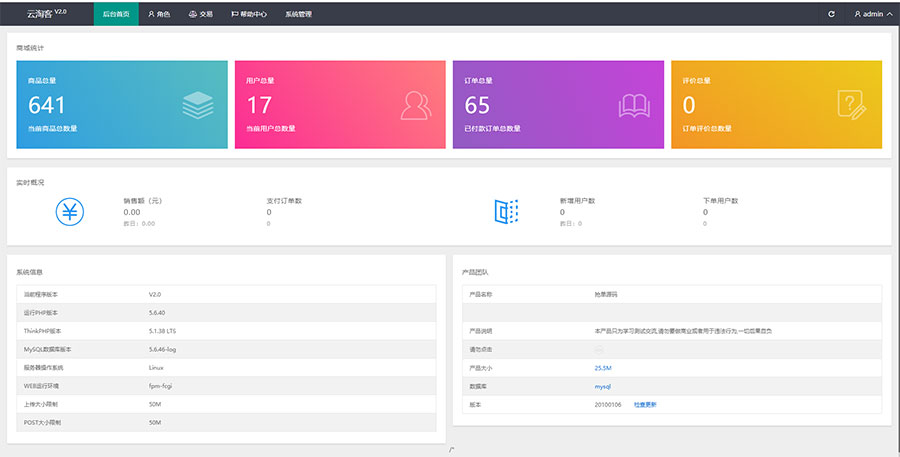 云淘客 V2.0 后台首页 角色 交易 帮助中心 系统管理 admin
商城统计
商品总量 用户总量 订单总量 评价总量
641 17 65 0
当前商品总数量 当前用户总数量 已付款订单总数量 订单评价总数量
实时概况
销售额（元） 支付订单数 新增用户数 下单用户数
0.00 0 0 0
昨日：0.00 0 昨日：0 0
系统信息
当前程序版本 V2.0
运行PHP版本 5.6.40
ThinkPHP版本 5.1.38 LTS
MySQL数据库版本 5.6.46-log
服务器操作系统 Linux
WEB运行环境 fpm-fcgi
上传大小限制 50M
POST大小限制 50M
产品团队
产品名称 抢单源码
产品说明 本产品只为学习测试交流,请勿要做商业或者用于违法行为,一切后果自负
请勿点击
产品大小 25.5M
数据库 mysql
版本 20100106 检查更新